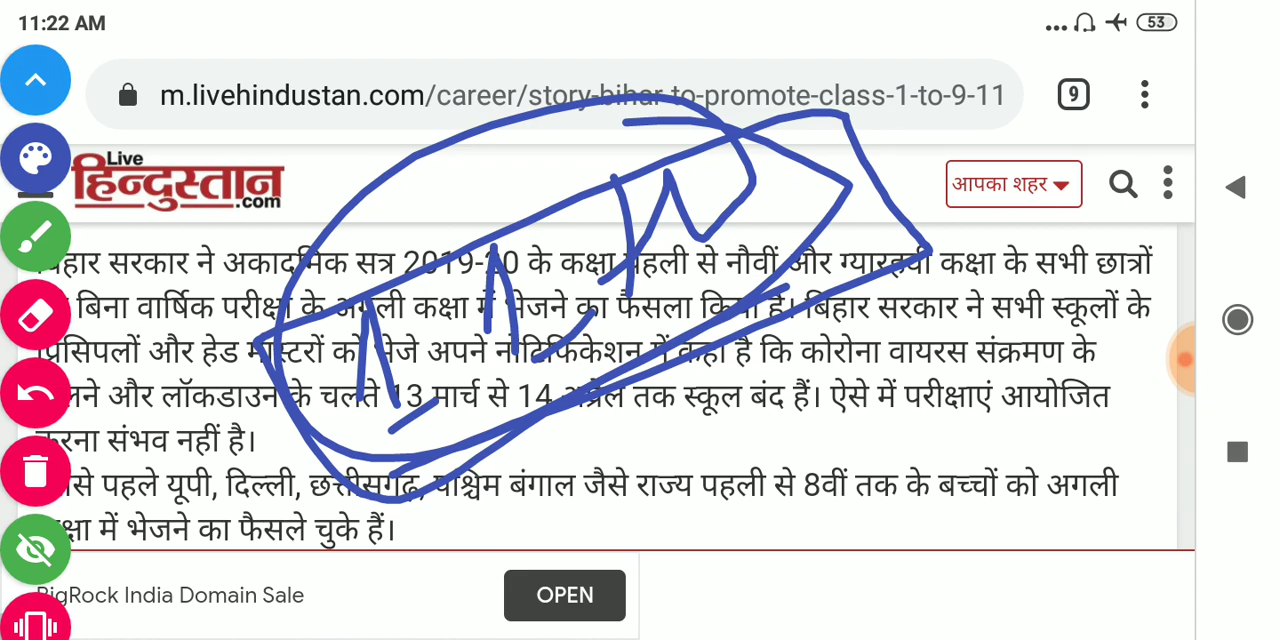 11:22 AM
53
m.livehindustan.com/career/story-bihar-to-promote-class-1-to-9-11
9
Live
हिन्दुस्तान
.com
आपका शहर
सरकार ने अकादमिक सत्र 2019-20 के कक्षा पहली से नौवीं और ग्यारहवीं कक्षा के सभी छात्रों
बिना वार्षिक परीक्षा के अगली कक्षा में भेजने का फैसला किया है। बिहार सरकार ने सभी स्कूलों के
और हेड मास्टरों को भेजे अपने नोटिफिकेशन में कहा है कि कोरोना वायरस संक्रमण के
और लॉकडाउन के चलते 13 मार्च से 14 अप्रैल तक स्कूल बंद हैं। ऐसे में परीक्षाएं आयोजित
करना संभव नहीं है।
पहले यूपी, दिल्ली, छत्तीसगढ़, पश्चिम बंगाल जैसे राज्य पहली से 8वीं तक के बच्चों को अगली
में भेजने का फैसले चुके हैं।
BigRock India Domain Sale
OPEN